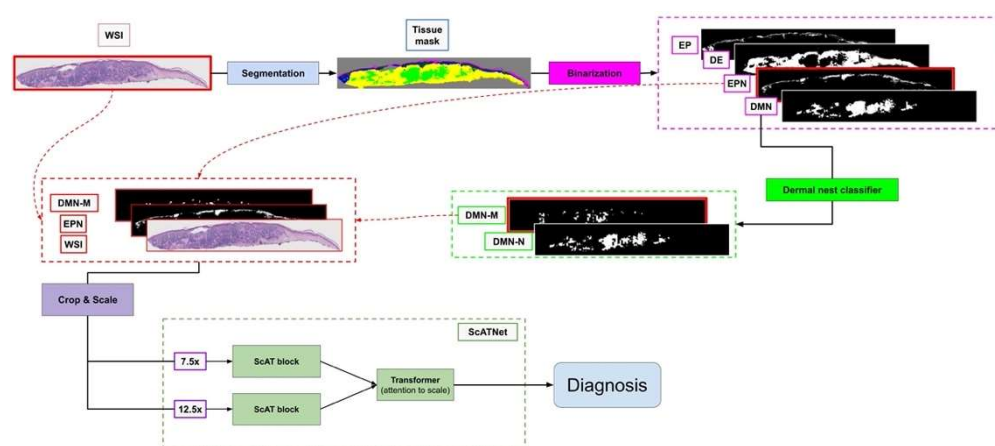 WSI
Segmentation
Tissue
mask
Binarization
EP
DE
EPN
DMN
Dermal nest classifier
DMN-M
DMN-N
DMN-M
EPN
WSI
Crop & Scale
ScATNet
7.5x
ScAT block
12.5x
ScAT block
Transformer
(attention to scale)
Diagnosis